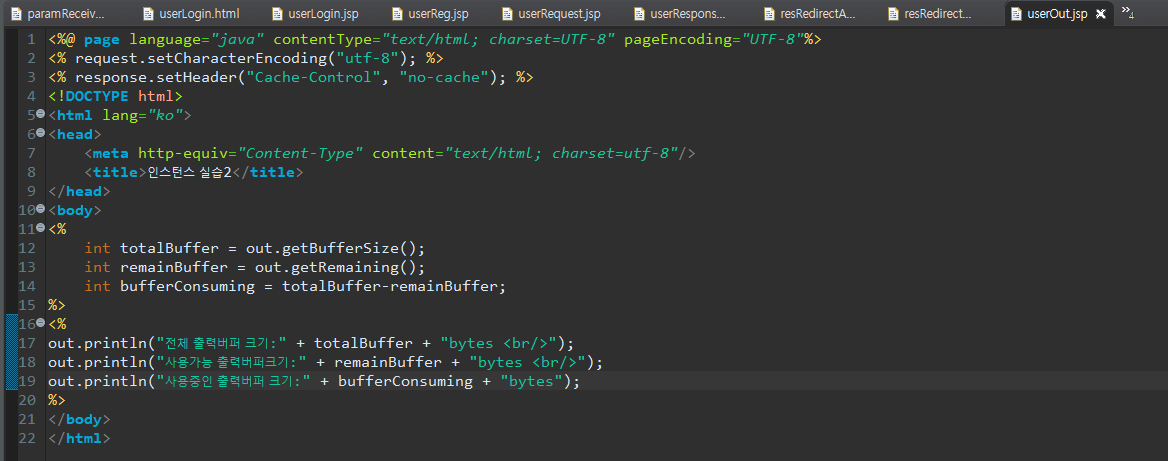 paramReceiv... userLogin.html userLogin.jsp userReg.jsp userRequest.jsp userRespons... resRedirectA... resRedirect... userOut.jsp »4
1 <%@ page language="java" contentType="text/html; charset=UTF-8" pageEncoding="UTF-8"%>
2 <% request.setCharacterEncoding("utf-8"); %>
3 <% response.setHeader("Cache-Control", "no-cache"); %>
4 <!DOCTYPE html>
5 <html lang="ko">
6 <head>
7     <meta http-equiv="Content-Type" content="text/html; charset=utf-8"/>
8     <title>인스턴스 실습2</title>
9 </head>
10 <body>
11 <%
12     int totalBuffer = out.getBufferSize();
13     int remainBuffer = out.getRemaining();
14     int bufferConsuming = totalBuffer-remainBuffer;
15 %>
16 <%
17 out.println("전체 출력버퍼 크기:" + totalBuffer + "bytes <br/>");
18 out.println("사용가능 출력버퍼크기:" + remainBuffer + "bytes <br/>");
19 out.println("사용중인 출력버퍼 크기:" + bufferConsuming + "bytes");
20 %>
21 </body>
22 </html>